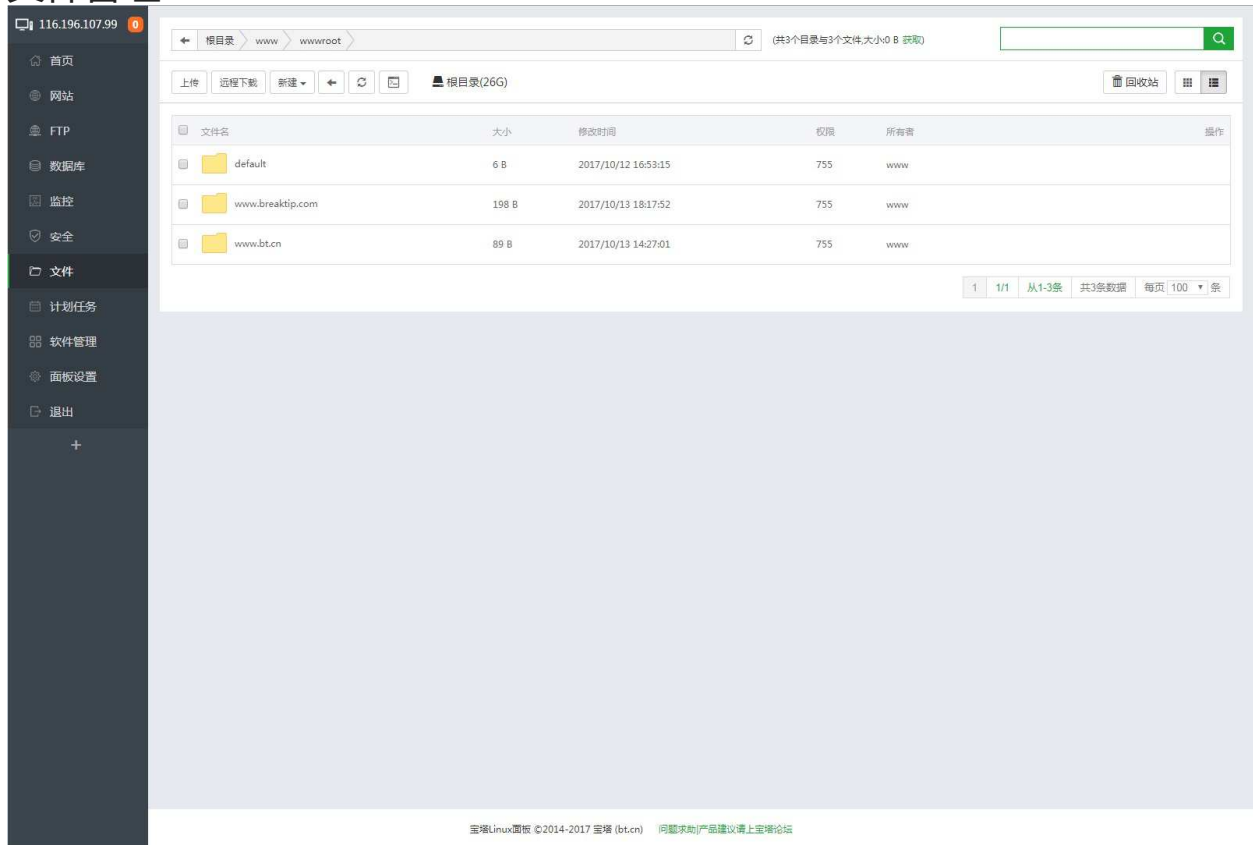 文件管理
116.196.107.99 0
首页
网站
FTP
数据库
监控
安全
文件
计划任务
软件管理
面板设置
退出
+
根目录 www wwwroot (共3个目录与3个文件,大小:0 B 获取)
上传 远程下载 新建 根目录(26G) 回收站
文件名 大小 修改时间 权限 所有者 操作
default 6 B 2017/10/12 16:53:15 755 www
www.breaktip.com 198 B 2017/10/13 18:17:52 755 www
www.bt.cn 89 B 2017/10/13 14:27:01 755 www
1 1/1 从1-3条 共3条数据 每页 100 条
宝塔Linux面板 ©2014-2017 宝塔 (bt.cn) 问题求助|产品建议请上宝塔论坛